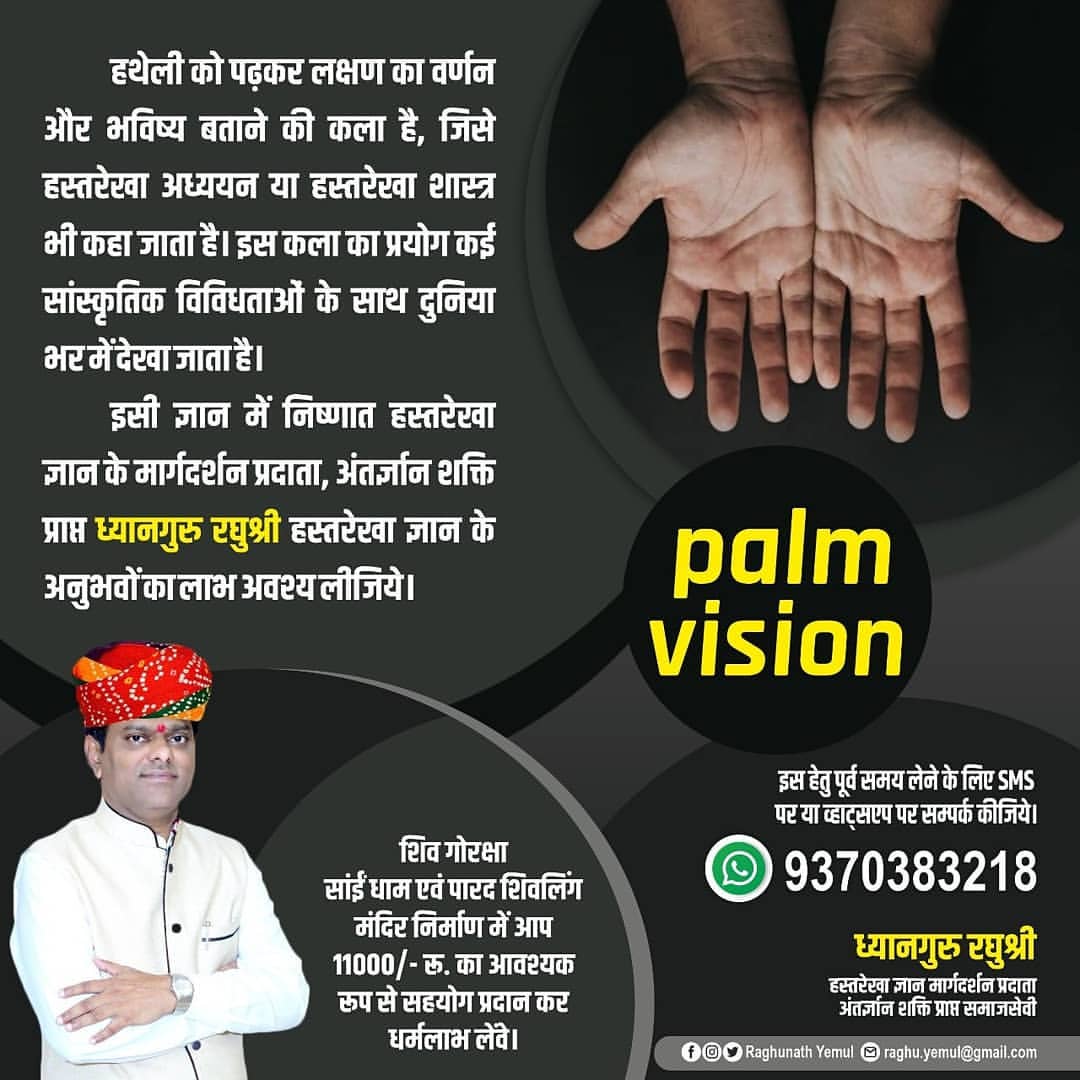 हथेली को पढ़कर लक्षण का वर्णन
और भविष्य बताने की कला है, जिसे
हस्तरेखा अध्ययन या हस्तरेखा शास्त्र
भी कहा जाता है। इस कला का प्रयोग कई
सांस्कृतिक विविधताओं के साथ दुनिया
भर में देखा जाता है।
इसी ज्ञान में निष्णात हस्तरेखा
ज्ञान के मार्गदर्शन प्रदाता, अंतर्ज्ञान शक्ति
प्राप्त ध्यानगुरु रघुश्री हस्तरेखा ज्ञान के
अनुभवों का लाभ अवश्य लीजिये।
palm
vision
शिव गोरक्षा
सांईं धाम एवं पारद शिवलिंग
मंदिर निर्माण में आप
11000/- रू. का आवश्यक
रूप से सहयोग प्रदान कर
धर्मलाभ लेंवे।
इस हेतु पूर्व समय लेने के लिए SMS
पर या व्हाट्सएप पर सम्पर्क कीजिये।
9370383218
ध्यानगुरु रघुश्री
हस्तरेखा ज्ञान मार्गदर्शन प्रदाता
अंतर्ज्ञान शक्ति प्राप्त समाजसेवी
Raghunath Yemul raghu.yemul@gmail.com